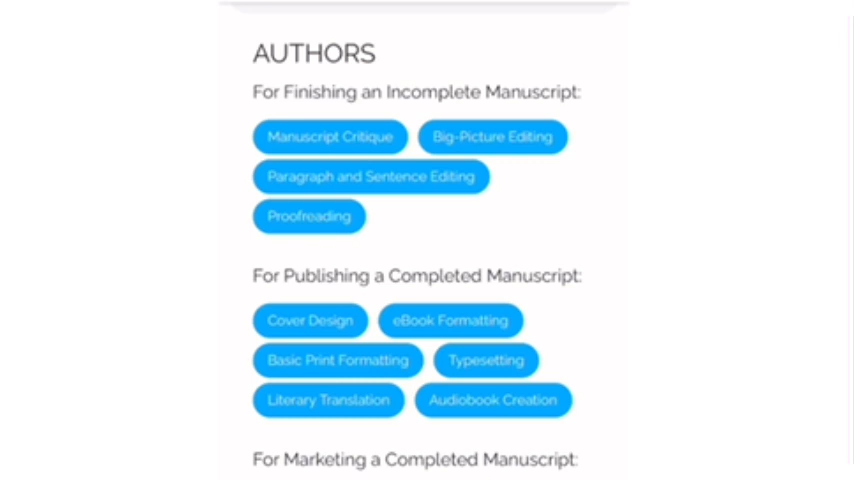 AUTHORS
For Finishing an Incomplete Manuscript:
Manuscript Critique Big-Picture Editing
Paragraph and Sentence Editing
Proofreading
For Publishing a Completed Manuscript:
Cover Design eBook Formatting
Basic Print Formatting Typesetting
Literary Translation Audiobook Creation
For Marketing a Completed Manuscript: